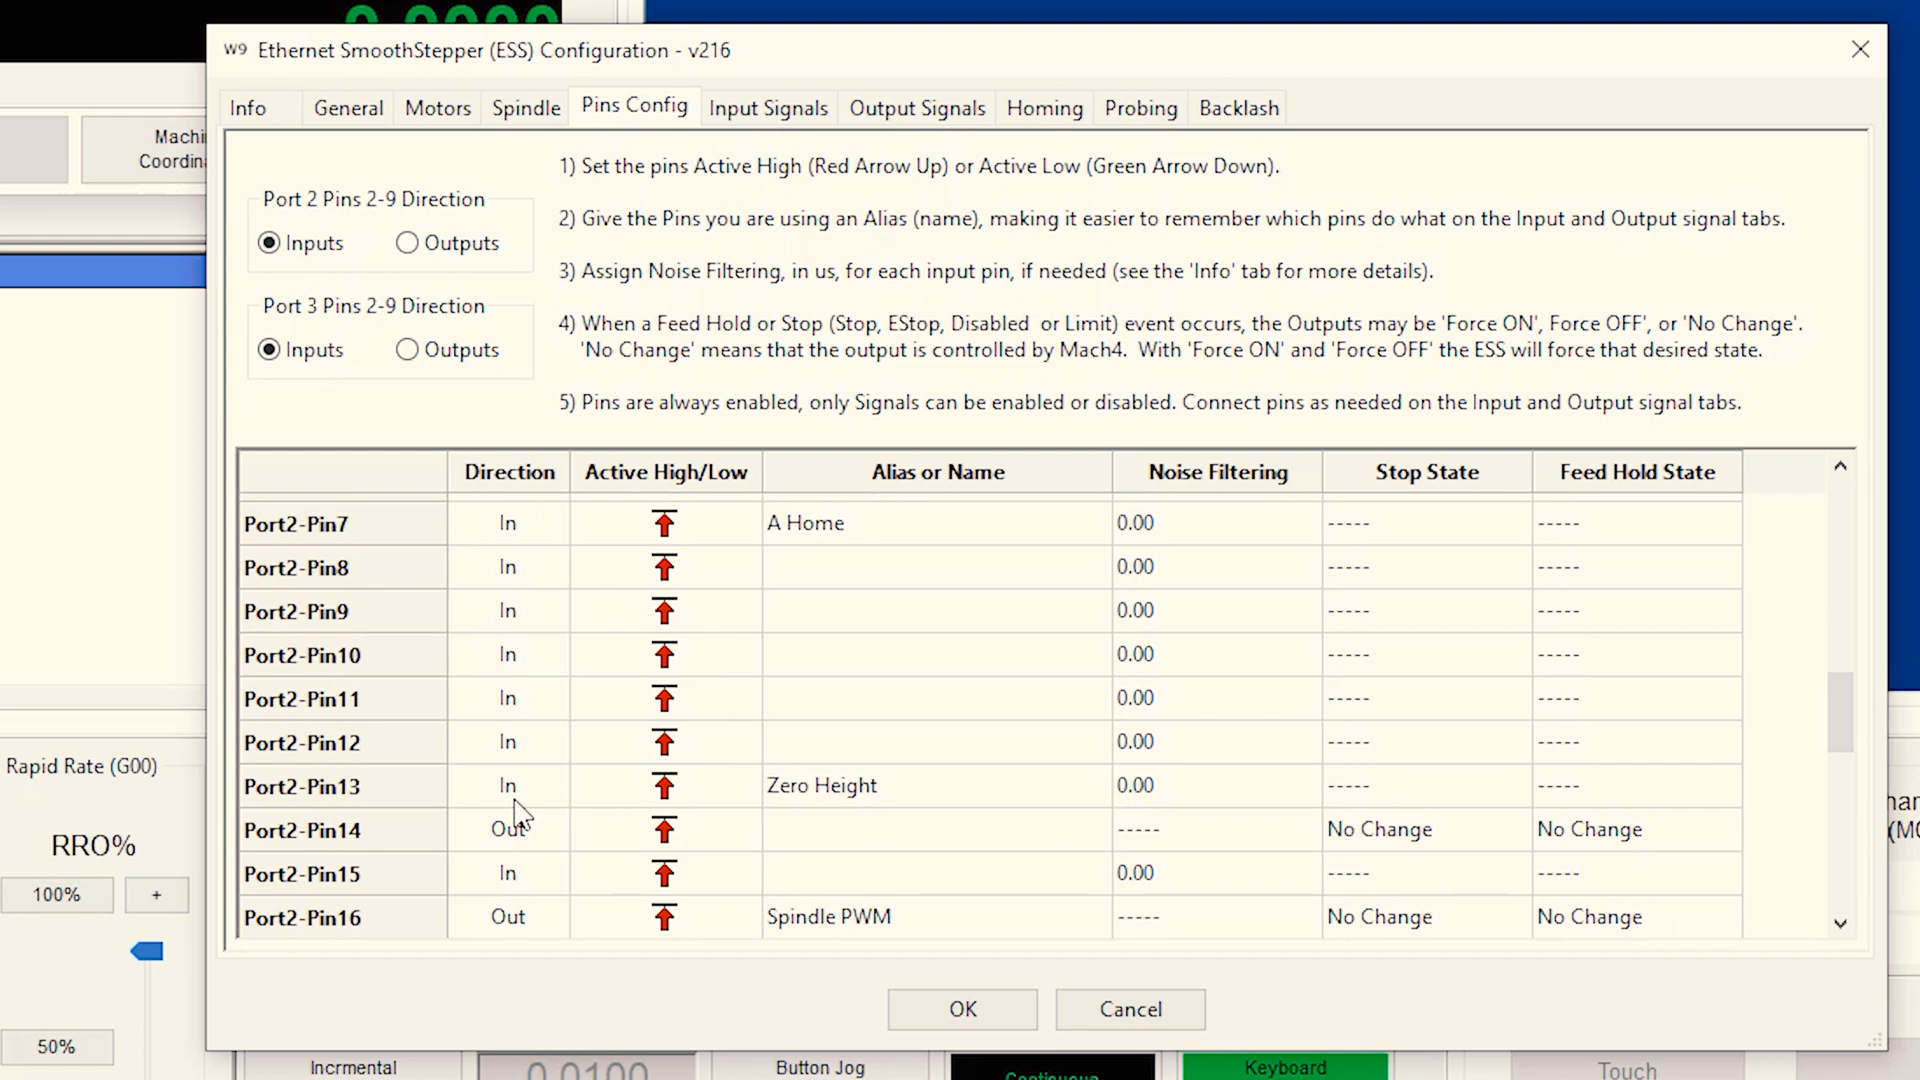 W9 Ethernet SmoothStepper (ESS) Configuration - v216
Info General Motors Spindle Pins Config Input Signals Output Signals Homing Probing Backlash
Machi
Coordin
Port 2 Pins 2-9 Direction
Inputs Outputs
Port 3 Pins 2-9 Direction
Inputs Outputs
1) Set the pins Active High (Red Arrow Up) or Active Low (Green Arrow Down).
2) Give the Pins you are using an Alias (name), making it easier to remember which pins do what on the Input and Output signal tabs.
3) Assign Noise Filtering, in us, for each input pin, if needed (see the 'Info' tab for more details).
4) When a Feed Hold or Stop (Stop, EStop, Disabled or Limit) event occurs, the Outputs may be 'Force ON', Force OFF', or 'No Change'.
'No Change' means that the output is controlled by Mach4. With 'Force ON' and 'Force OFF' the ESS will force that desired state.
5) Pins are always enabled, only Signals can be enabled or disabled. Connect pins as needed on the Input and Output signal tabs.
Direction Active High/Low Alias or Name Noise Filtering Stop State Feed Hold State
Port2-Pin7 In A Home 0.00 ----- -----
Port2-Pin8 In 0.00 ----- -----
Port2-Pin9 In 0.00 ----- -----
Port2-Pin10 In 0.00 ----- -----
Port2-Pin11 In 0.00 ----- -----
Port2-Pin12 In 0.00 ----- -----
Port2-Pin13 In Zero Height 0.00 ----- -----
Port2-Pin14 Out ----- No Change No Change
Port2-Pin15 In 0.00 ----- -----
Port2-Pin16 Out Spindle PWM ----- No Change No Change
OK Cancel
Rapid Rate (G00)
RRO%
100% +
50%
Incrmental 0.0100 Button Jog Continuous Keyboard Touch